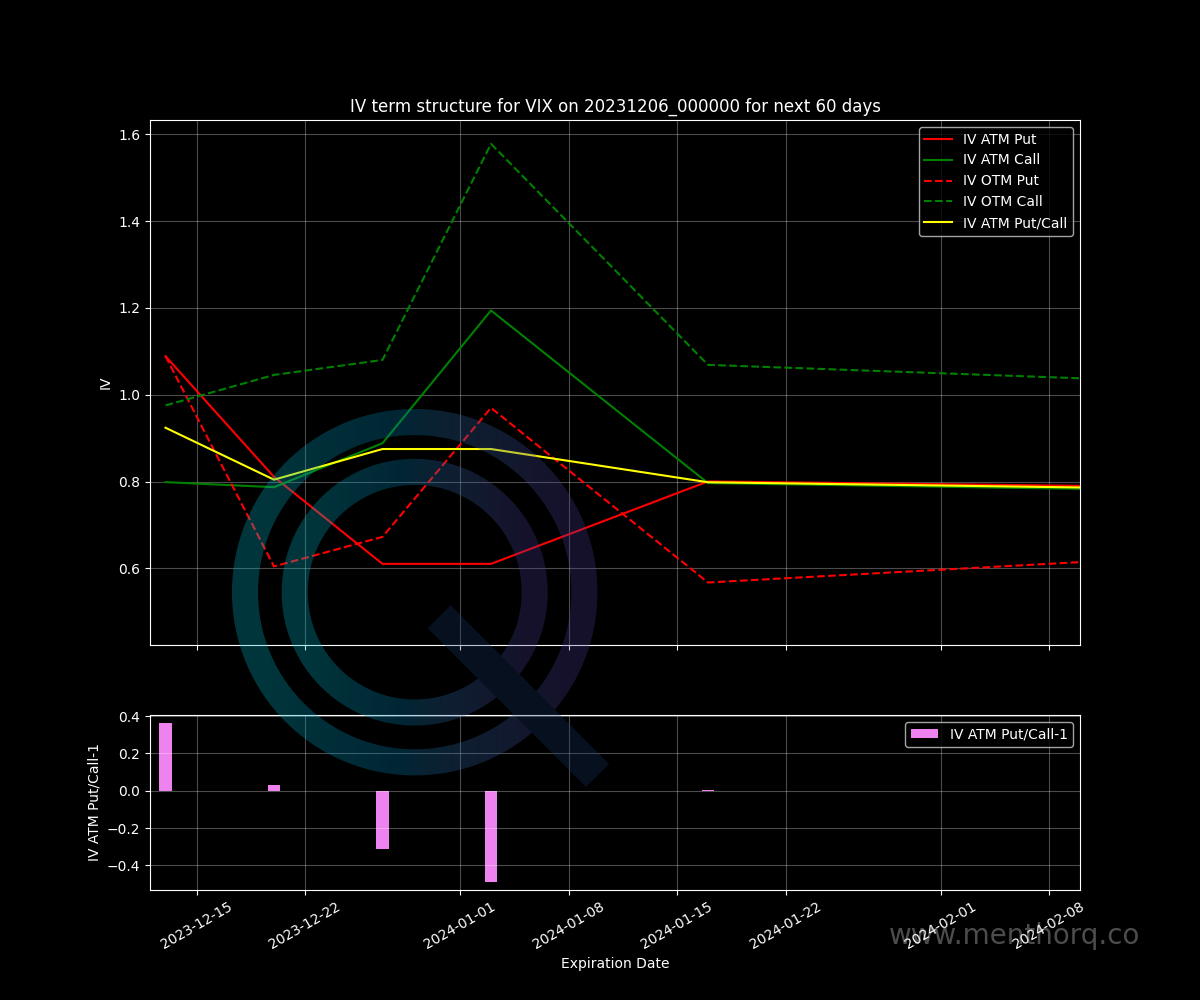 IV term structure for VIX on 20231206_000000 for next 60 days
IV
1.6
1.4
1.2
1.0
0.8
0.6
IV ATM Put
IV ATM Call
IV OTM Put
IV OTM Call
IV ATM Put/Call
IV ATM Put/Call-1
0.4
0.2
0.0
−0.2
−0.4
IV ATM Put/Call-1
2023-12-15
2023-12-22
2024-01-01
2024-01-08
2024-01-15
2024-01-22
2024-02-01
2024-02-08
www.menthorq.co
Expiration Date